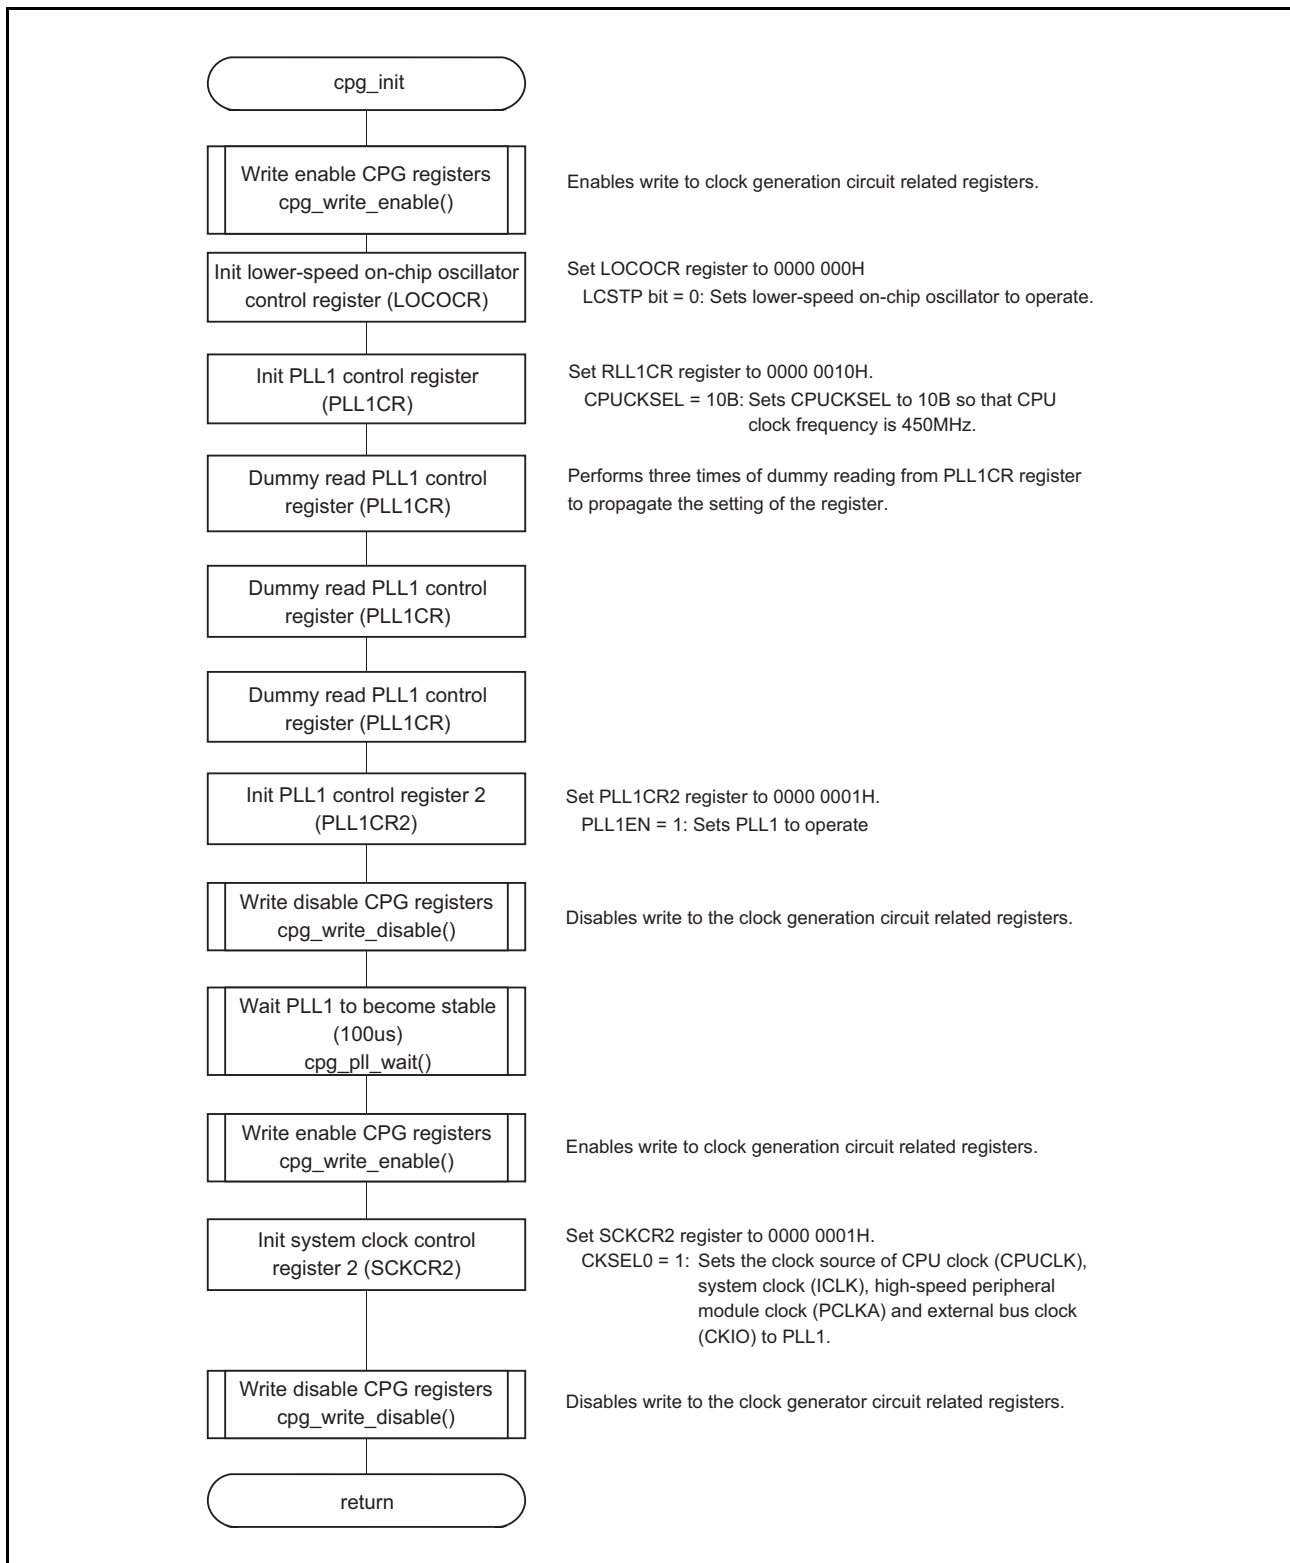 cpg_init
Write enable CPG registers
cpg_write_enable()
Enables write to clock generation circuit related registers.
Init lower-speed on-chip oscillator
control register (LOCOCR)
Set LOCOCR register to 0000 000H
LCSTP bit = 0: Sets lower-speed on-chip oscillator to operate.
Init PLL1 control register
(PLL1CR)
Set RLL1CR register to 0000 0010H.
CPUCKSEL = 10B: Sets CPUCKSEL to 10B so that CPU
clock frequency is 450MHz.
Dummy read PLL1 control
register (PLL1CR)
Performs three times of dummy reading from PLL1CR register
to propagate the setting of the register.
Dummy read PLL1 control
register (PLL1CR)
Dummy read PLL1 control
register (PLL1CR)
Init PLL1 control register 2
(PLL1CR2)
Set PLL1CR2 register to 0000 0001H.
PLL1EN = 1: Sets PLL1 to operate
Write disable CPG registers
cpg_write_disable()
Disables write to the clock generation circuit related registers.
Wait PLL1 to become stable
(100us)
cpg_pll_wait()
Write enable CPG registers
cpg_write_enable()
Enables write to clock generation circuit related registers.
Init system clock control
register 2 (SCKCR2)
Set SCKCR2 register to 0000 0001H.
CKSEL0 = 1: Sets the clock source of CPU clock (CPUCLK),
system clock (ICLK), high-speed peripheral
module clock (PCLKA) and external bus clock
(CKIO) to PLL1.
Write disable CPG registers
cpg_write_disable()
Disables write to the clock generator circuit related registers.
return